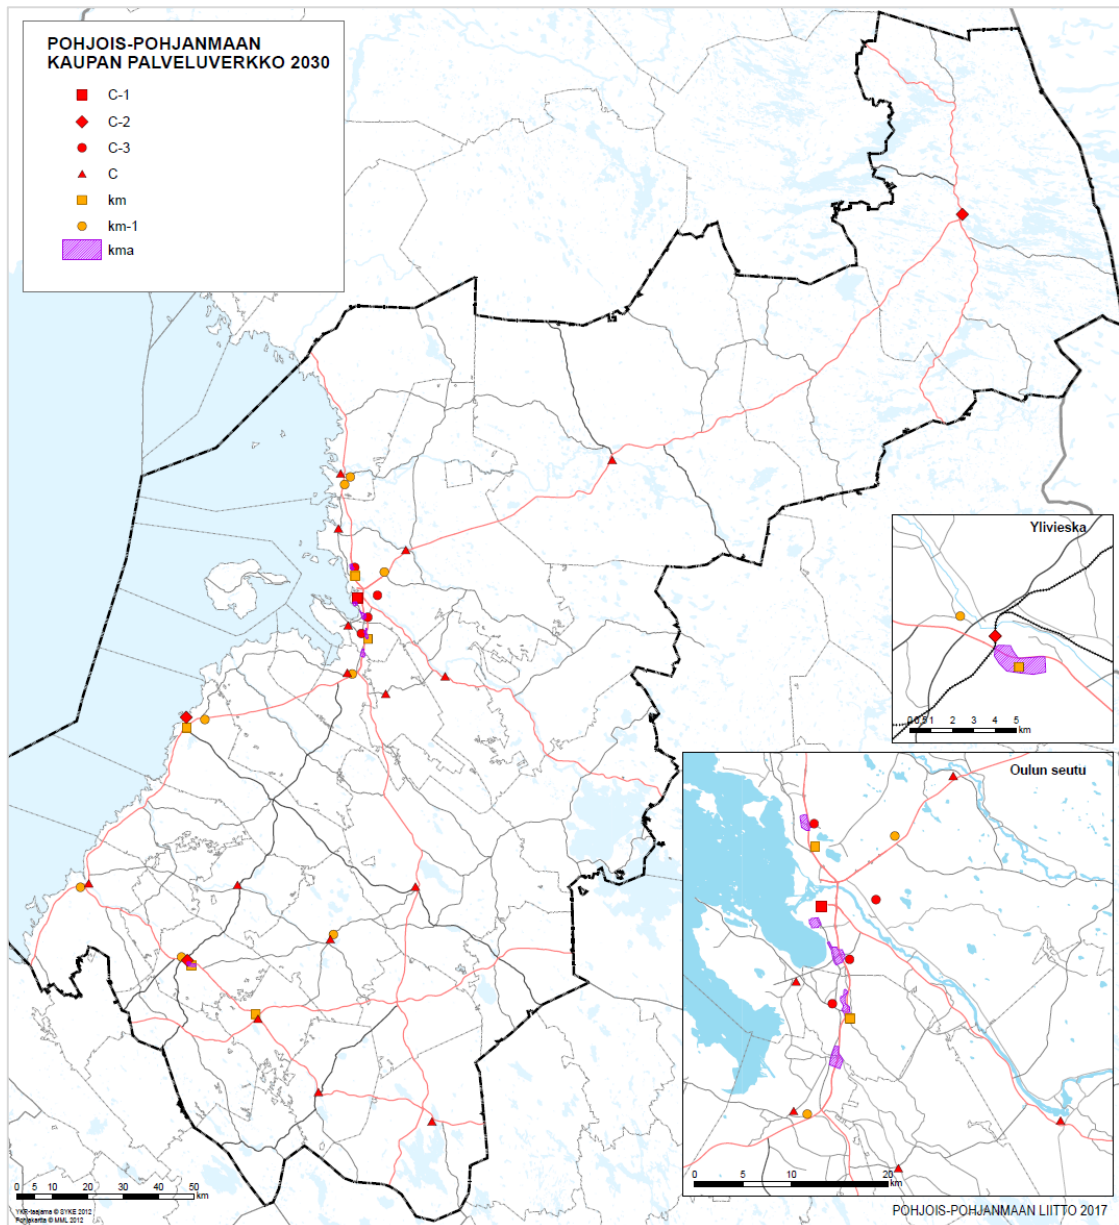 POHJOIS-POHJANMAAN
KAUPAN PALVELUVERKKO 2030
C-1
C-2
C-3
C
km
km-1
kma
Ylivieska
0 0,5 1 2 3 4 5
km
Oulun seutu
0 5 10 20
km
0 5 10 20 30 40 50
km
YKR-taajama © SYKE 2012
Pohjakartta © MML 2012
POHJOIS-POHJANMAAN LIITTO 2017